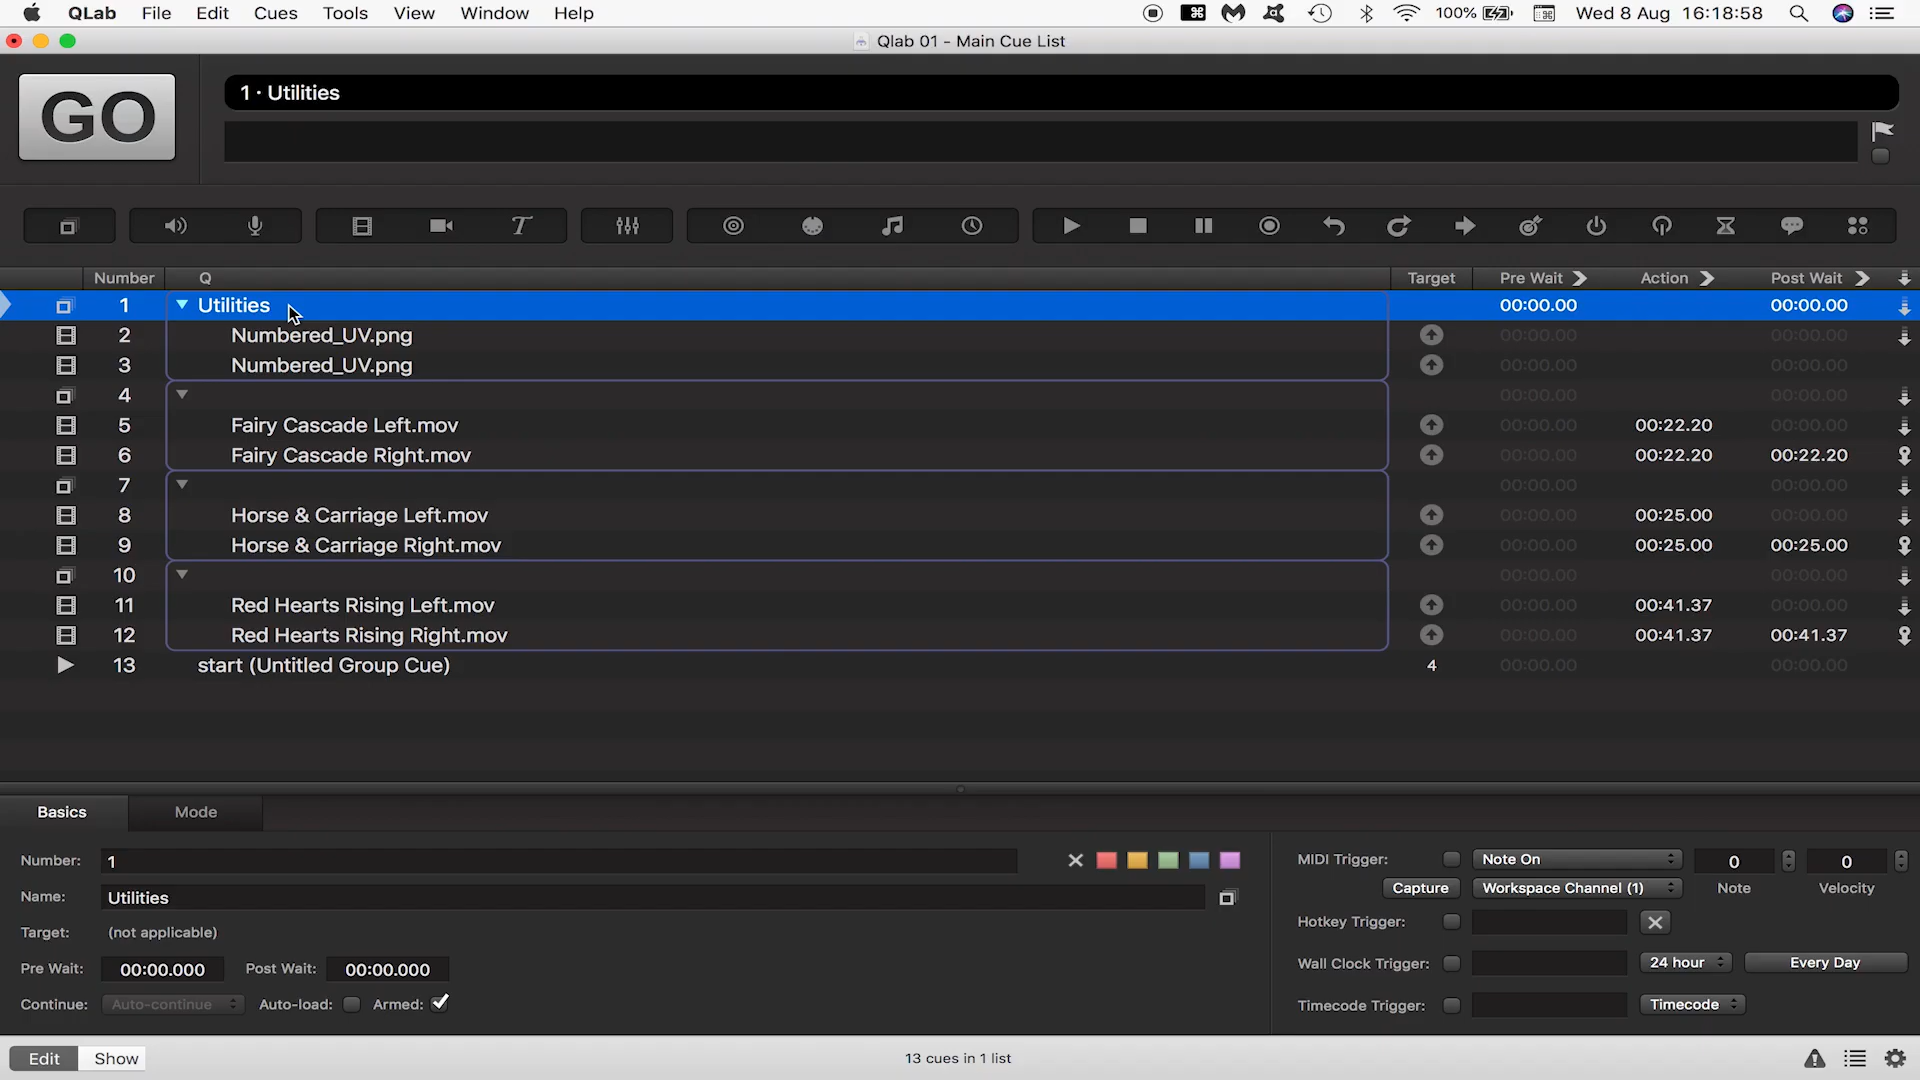 QLab File Edit Cues Tools View Window Help 100% Wed 8 Aug 16:18:58
Qlab 01 - Main Cue List
GO
1 · Utilities
Number Q Target Pre Wait Action Post Wait
1 Utilities 00:00.00 00:00.00
2 Numbered_UV.png 00:00.00 00:00.00
3 Numbered_UV.png 00:00.00 00:00.00
4 00:00.00 00:00.00
5 Fairy Cascade Left.mov 00:00.00 00:22.20 00:00.00
6 Fairy Cascade Right.mov 00:00.00 00:22.20 00:22.20
7 00:00.00 00:00.00
8 Horse & Carriage Left.mov 00:00.00 00:25.00 00:00.00
9 Horse & Carriage Right.mov 00:00.00 00:25.00 00:25.00
10 00:00.00 00:00.00
11 Red Hearts Rising Left.mov 00:00.00 00:41.37 00:00.00
12 Red Hearts Rising Right.mov 00:00.00 00:41.37 00:41.37
13 start (Untitled Group Cue) 4 00:00.00 00:00.00
Basics Mode
Number: 1
Name: Utilities
Target: (not applicable)
Pre Wait: 00:00.000 Post Wait: 00:00.000
Continue: Auto-continue Auto-load: Armed:
MIDI Trigger: Note On 0 0
Capture Workspace Channel (1) Note Velocity
Hotkey Trigger:
Wall Clock Trigger: 24 hour Every Day
Timecode Trigger: Timecode
Edit Show 13 cues in 1 list